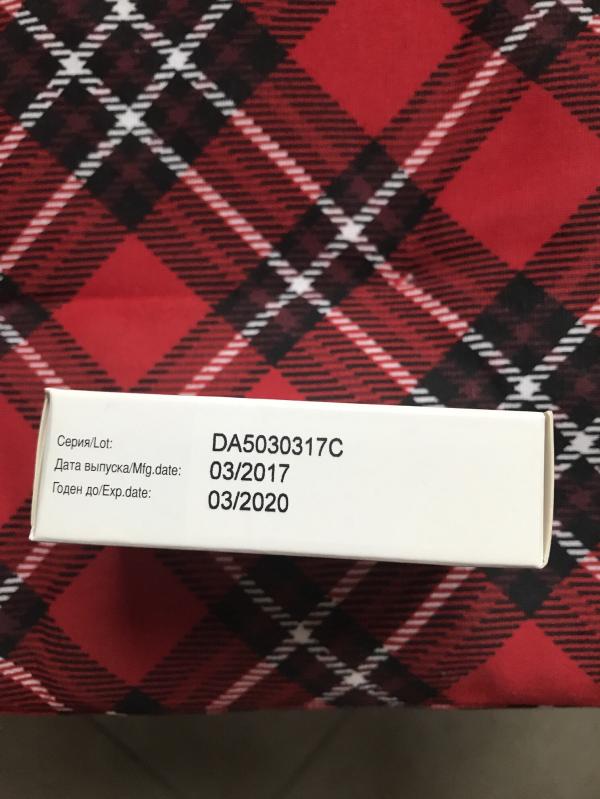 Серия/Lot: DA5030317C
Дата выпуска/Mfg.date: 03/2017
Годен до/Exp.date: 03/2020